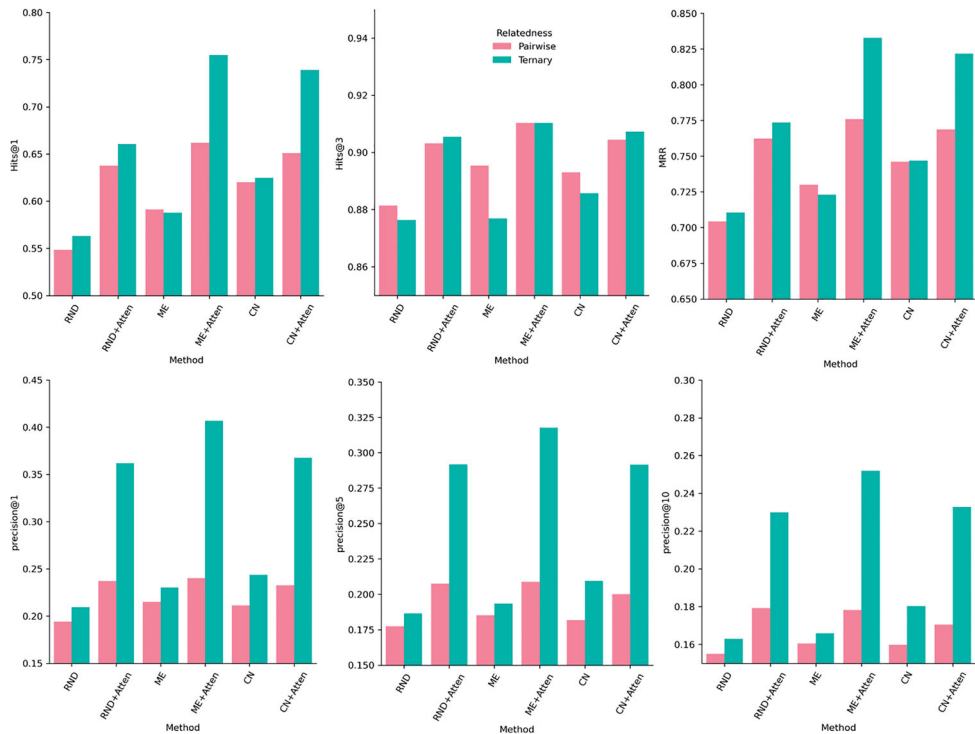 0.80
0.75
0.70
0.65
0.60
0.55
0.50
Hits@1
RND
RND+Atten
ME
ME+Atten
CN
CN+Atten
Method
0.94
0.92
0.90
0.88
0.86
Hits@3
Relatedness
Pairwise
Ternary
RND
RND+Atten
ME
ME+Atten
CN
CN+Atten
Method
0.850
0.825
0.800
0.775
0.750
0.725
0.700
0.675
0.650
MRR
RND
RND+Atten
ME
ME+Atten
CN
CN+Atten
Method
0.45
0.40
0.35
0.30
0.25
0.20
0.15
precision@1
RND
RND+Atten
ME
ME+Atten
CN
CN+Atten
Method
0.350
0.325
0.300
0.275
0.250
0.225
0.200
0.175
0.150
precision@5
RND
RND+Atten
ME
ME+Atten
CN
CN+Atten
Method
0.30
0.28
0.26
0.24
0.22
0.20
0.18
0.16
precision@10
RND
RND+Atten
ME
ME+Atten
CN
CN+Atten
Method